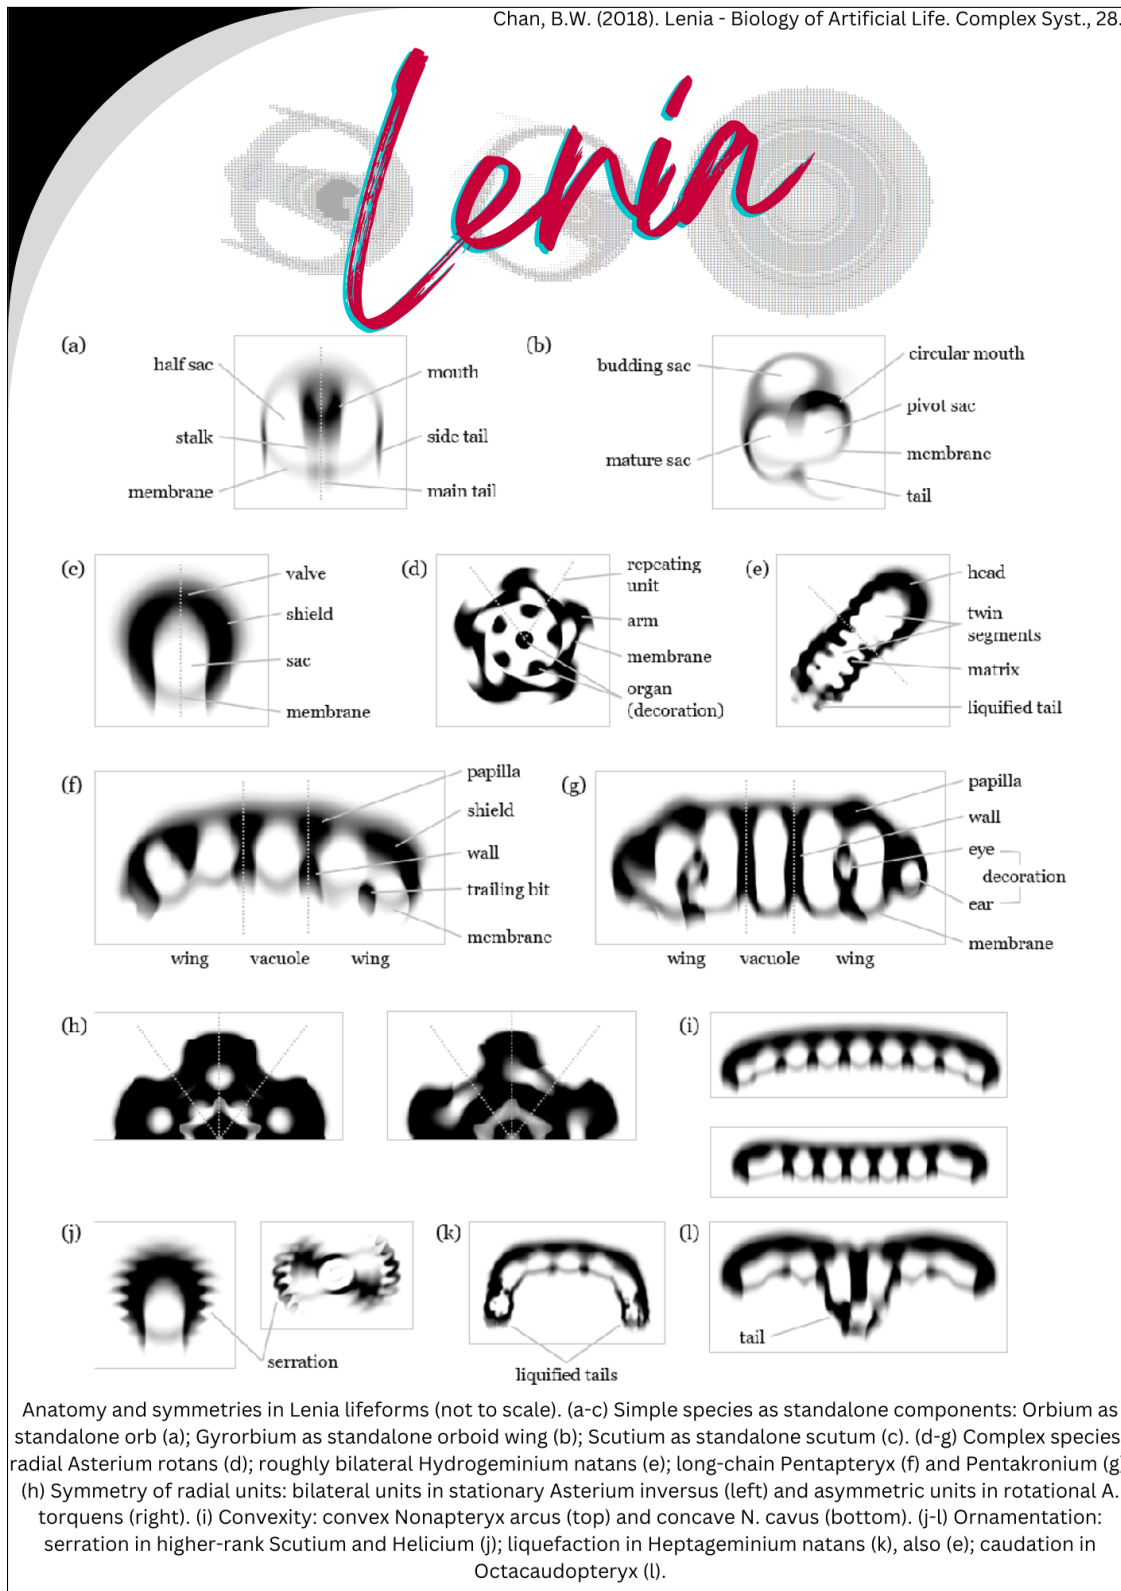 Chan, B.W. (2018). Lenia - Biology of Artificial Life. Complex Syst., 28.
Lenia
(a)
half sac
mouth
stalk
side tail
membrane
main tail
(b)
budding sac
circular mouth
pivot sac
mature sac
membrane
tail
(c)
valve
shield
sac
membrane
(d)
repeating
unit
arm
membrane
organ
(decoration)
(e)
head
twin
segments
matrix
liquified tail
(f)
papilla
shield
wall
trailing bit
membrane
wing
vacuole
wing
(g)
papilla
wall
eye
decoration
ear
membrane
wing
vacuole
wing
(h)
(i)
(j)
serration
(k)
liquified tails
(l)
tail
Anatomy and symmetries in Lenia lifeforms (not to scale). (a-c) Simple species as standalone components: Orbium as
standalone orb (a); Gyrorbium as standalone orboid wing (b); Scutium as standalone scutum (c). (d-g) Complex species
radial Asterium rotans (d); roughly bilateral Hydrogeminium natans (e); long-chain Pentapteryx (f) and Pentakronium (g)
(h) Symmetry of radial units: bilateral units in stationary Asterium inversus (left) and asymmetric units in rotational A.
torquens (right). (i) Convexity: convex Nonapteryx arcus (top) and concave N. cavus (bottom). (j-l) Ornamentation:
serration in higher-rank Scutium and Helicium (j); liquefaction in Heptageminium natans (k), also (e); caudation in
Octacaudopteryx (l).